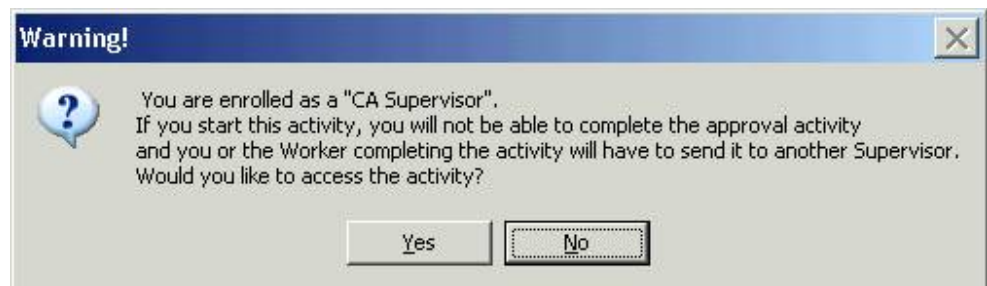 Warning!
You are enrolled as a "CA Supervisor".
If you start this activity, you will not be able to complete the approval activity
and you or the Worker completing the activity will have to send it to another Supervisor.
Would you like to access the activity?
Yes
No